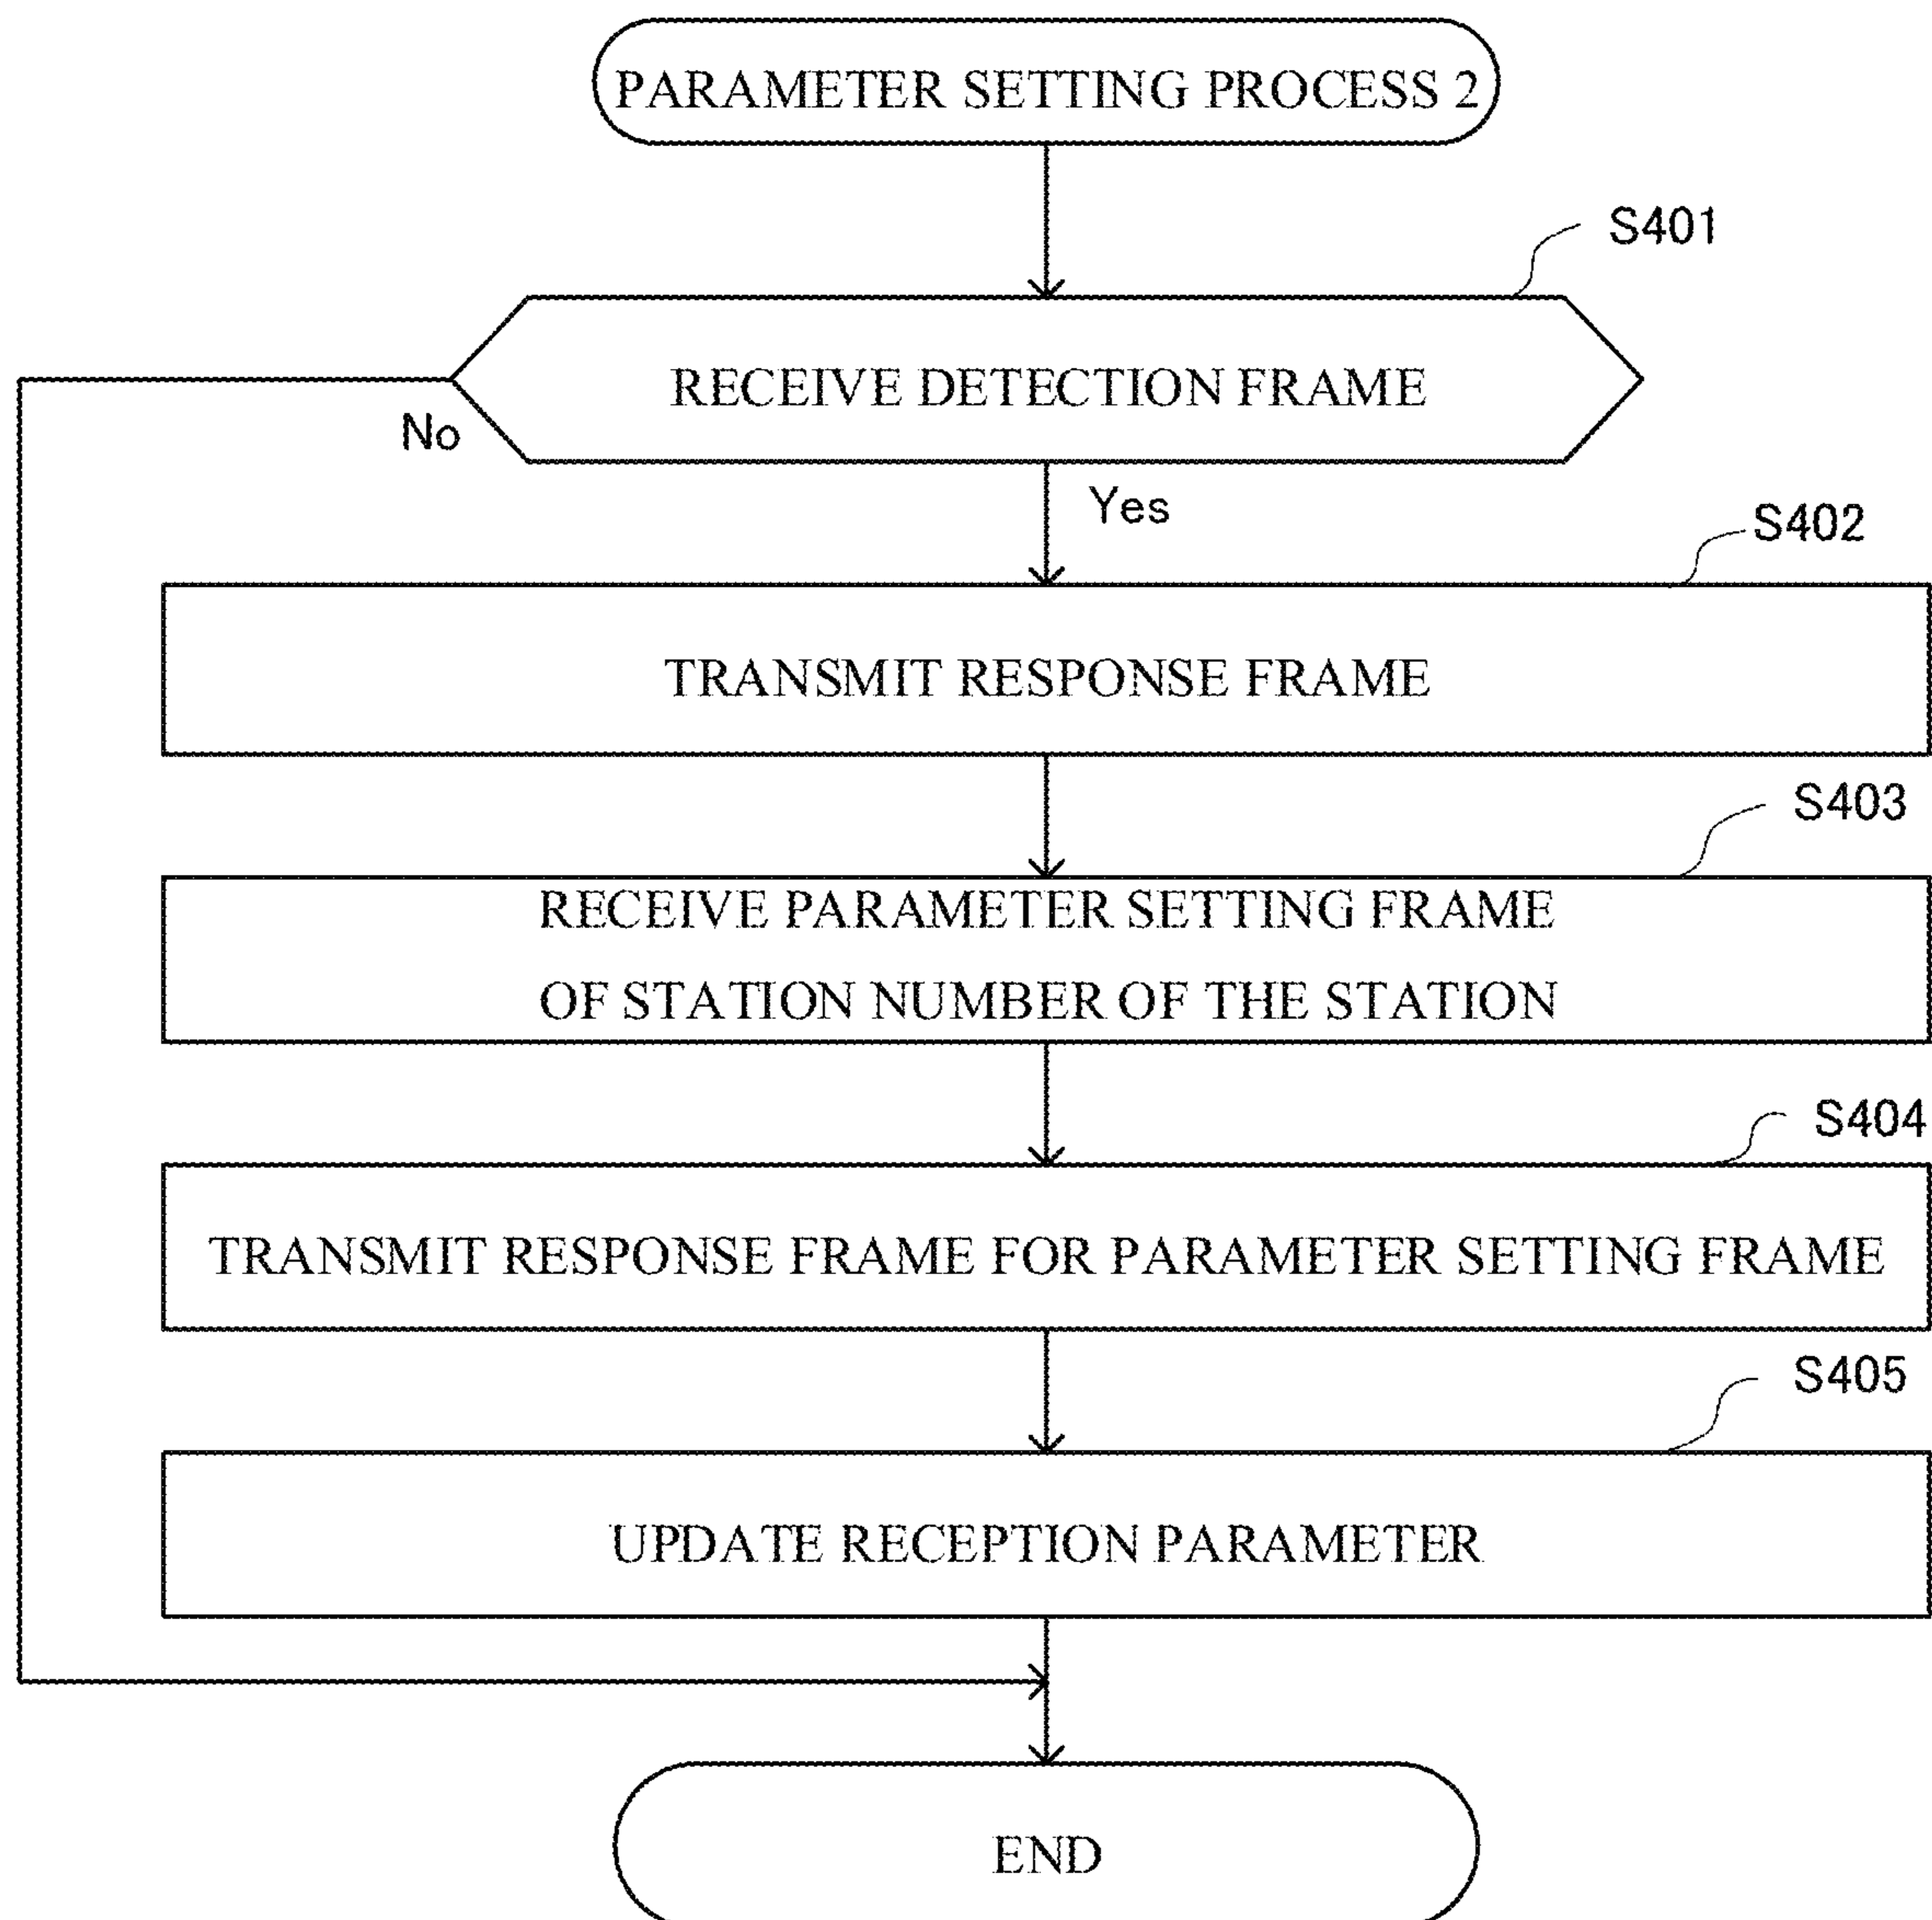 PARAMETER SETTING PROCESS 2
S401
RECEIVE DETECTION FRAME
No
Yes
S402
TRANSMIT RESPONSE FRAME
S403
RECEIVE PARAMETER SETTING FRAME
OF STATION NUMBER OF THE STATION
S404
TRANSMIT RESPONSE FRAME FOR PARAMETER SETTING FRAME
S405
UPDATE RECEPTION PARAMETER
END